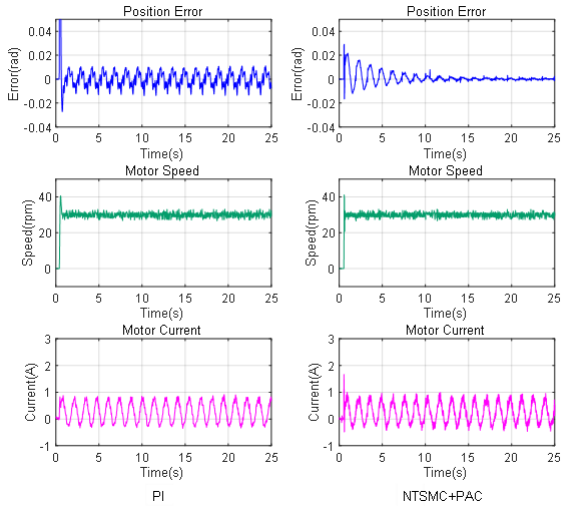 Position Error
Error(rad)
0.04
0.02
0
-0.02
-0.04
0 5 10 15 20 25
Time(s)
Position Error
Error(rad)
0.04
0.02
0
-0.02
-0.04
0 5 10 15 20 25
Time(s)
Motor Speed
Speed(rpm)
40
20
0
0 5 10 15 20 25
Time(s)
Motor Speed
Speed(rpm)
40
20
0
0 5 10 15 20 25
Time(s)
Motor Current
Current(A)
3
2
1
0
-1
0 5 10 15 20 25
Time(s)
Motor Current
Current(A)
3
2
1
0
-1
0 5 10 15 20 25
Time(s)
PI
NTSMC+PAC